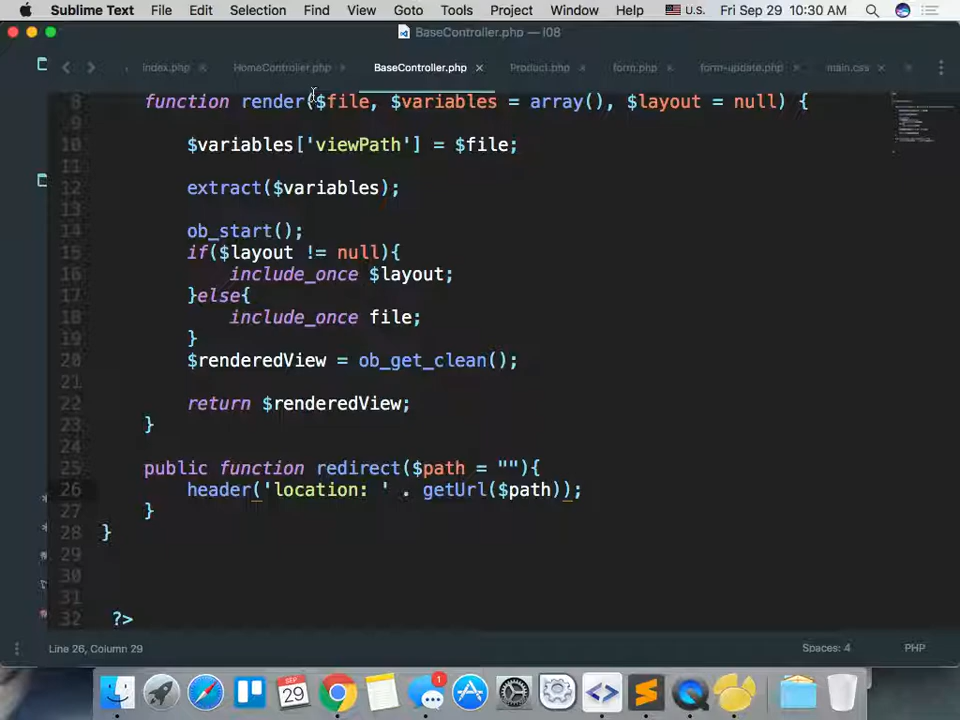 Sublime Text File Edit Selection Find View Goto Tools Project Window Help U.S. Fri Sep 29 10:30 AM
BaseController.php — i08
index.php HomeController.php BaseController.php Product.php form.php form-update.php main.css
8 function render($file, $variables = array(), $layout = null) {
9
10 $variables['viewPath'] = $file;
11
12 extract($variables);
13
14 ob_start();
15 if($layout != null){
16 include_once $layout;
17 }else{
18 include_once file;
19 }
20 $renderedView = ob_get_clean();
21
22 return $renderedView;
23 }
24
25 public function redirect($path = ""){
26 header('location: ' . getUrl($path));
27 }
28 }
29
30
31
32 ?>
Line 26, Column 29 Spaces: 4 PHP
SEP
29
1